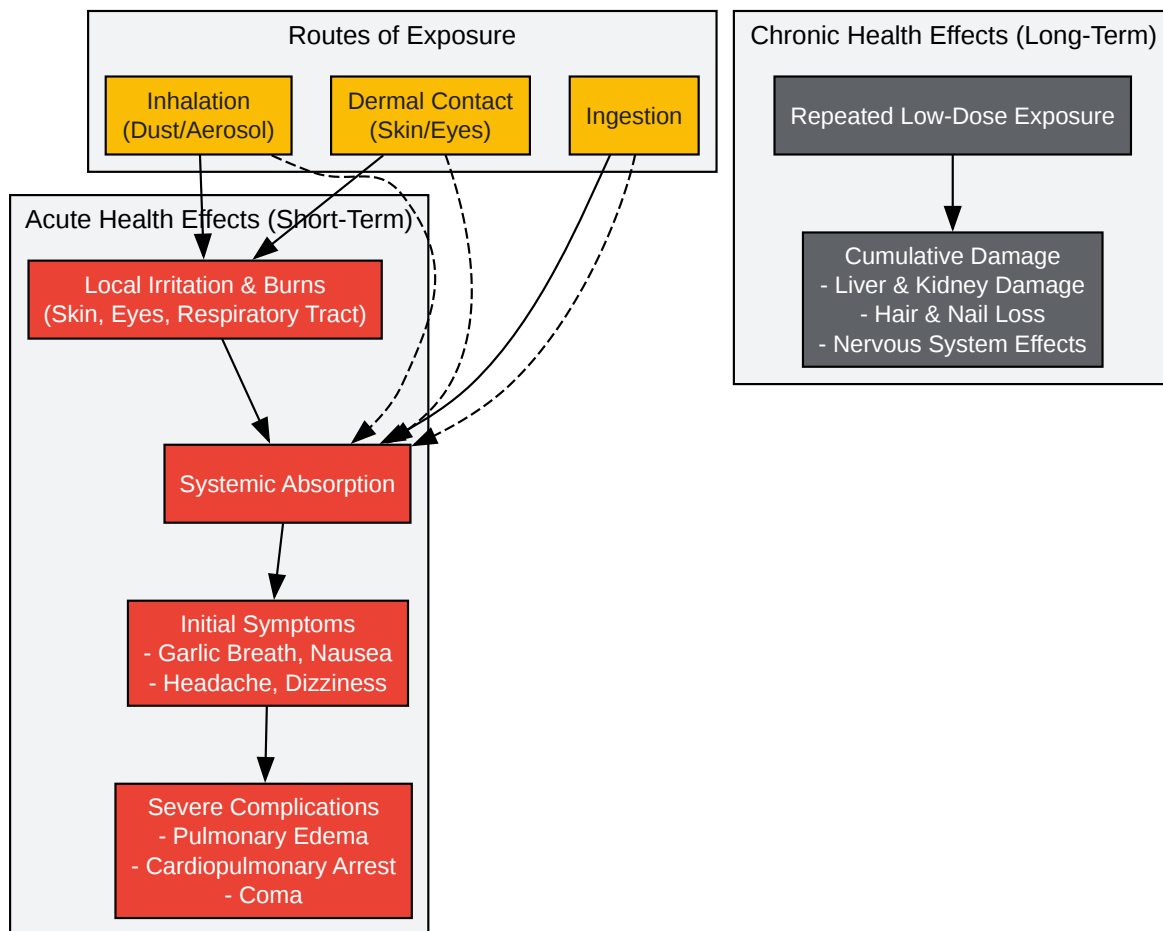 Routes of Exposure
Inhalation
(Dust/Aerosol)
Dermal Contact
(Skin/Eyes)
Ingestion
Acute Health Effects (Short-Term)
Local Irritation & Burns
(Skin, Eyes, Respiratory Tract)
Systemic Absorption
Initial Symptoms
- Garlic Breath, Nausea
- Headache, Dizziness
Severe Complications
- Pulmonary Edema
- Cardiopulmonary Arrest
- Coma
Chronic Health Effects (Long-Term)
Repeated Low-Dose Exposure
Cumulative Damage
- Liver & Kidney Damage
- Hair & Nail Loss
- Nervous System Effects